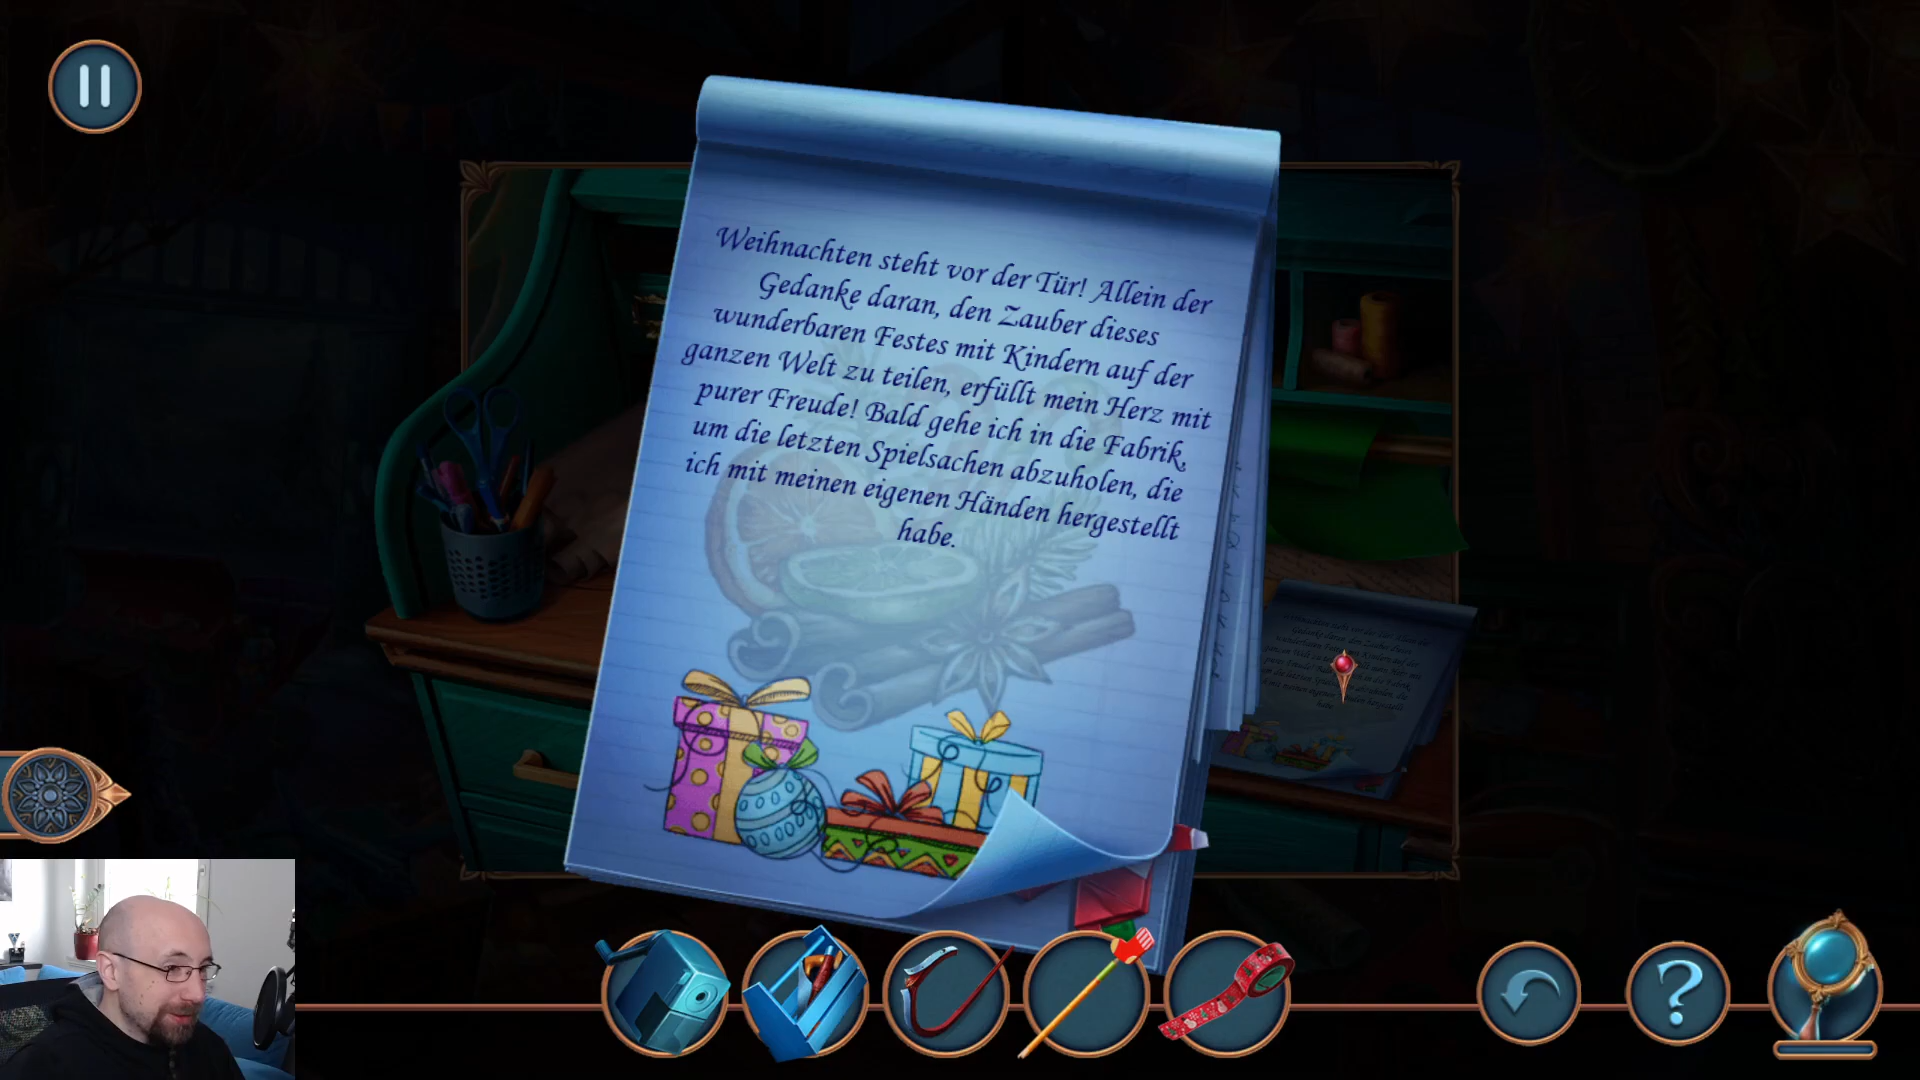 Weihnachten steht vor der Tür! Allein der
Gedanke daran, den Zauber dieses
wunderbaren Festes mit Kindern auf der
ganzen Welt zu teilen, erfüllt mein Herz mit
purer Freude! Bald gehe ich in die Fabrik,
um die letzten Spielsachen abzuholen, die
ich mit meinen eigenen Händen hergestellt
habe.
?